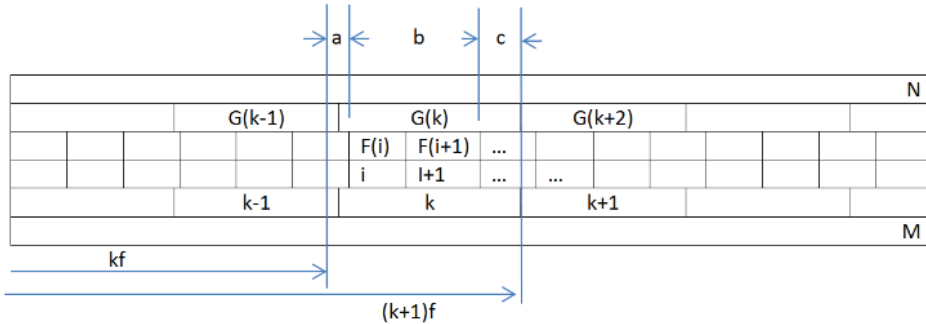 a b c
N
G(k-1) G(k) G(k+2)
F(i) F(i+1) ...
i I+1 ... ...
k-1 k k+1
M
kf
(k+1)f